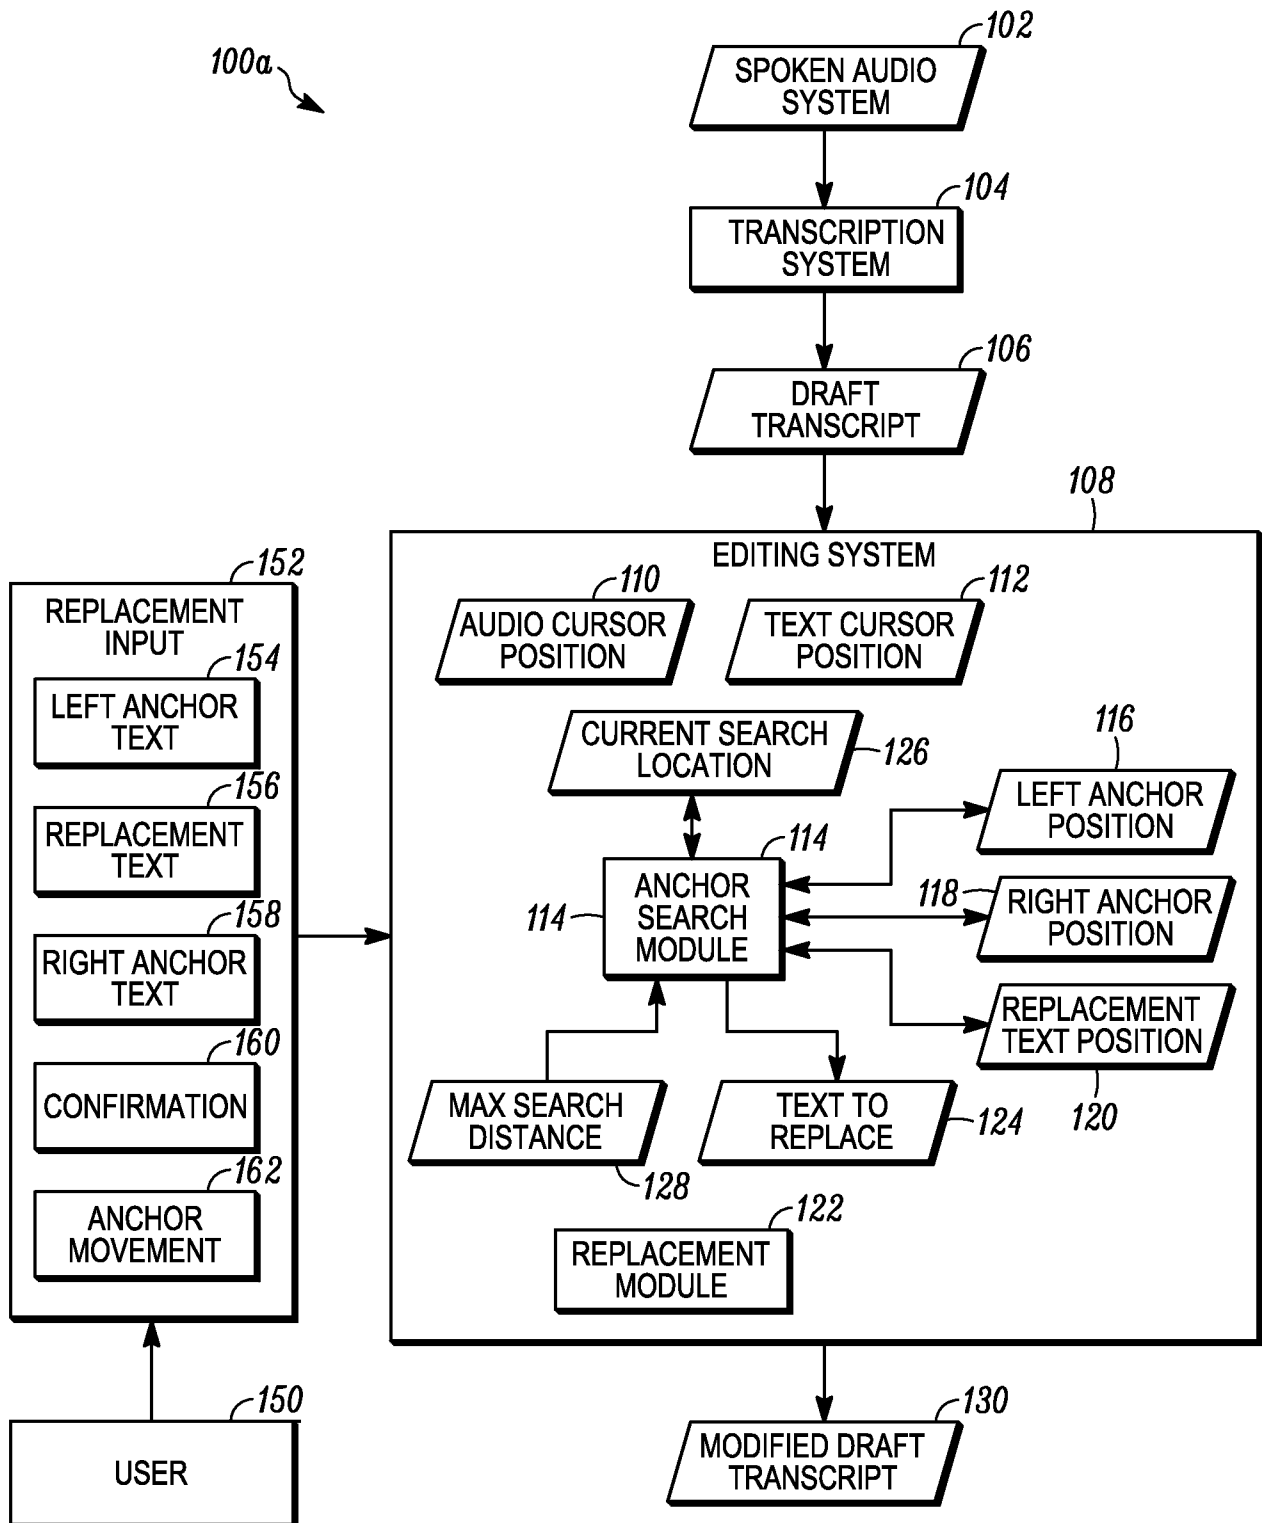 100a
102
SPOKEN AUDIO
SYSTEM
104
TRANSCRIPTION
SYSTEM
106
DRAFT
TRANSCRIPT
108
EDITING SYSTEM
110
AUDIO CURSOR
POSITION
112
TEXT CURSOR
POSITION
CURRENT SEARCH
LOCATION
126
116
LEFT ANCHOR
POSITION
114
114
ANCHOR
SEARCH
MODULE
118
RIGHT ANCHOR
POSITION
REPLACEMENT
TEXT POSITION
120
MAX SEARCH
DISTANCE
128
TEXT TO
REPLACE
124
122
REPLACEMENT
MODULE
152
REPLACEMENT
INPUT
154
LEFT ANCHOR
TEXT
156
REPLACEMENT
TEXT
158
RIGHT ANCHOR
TEXT
160
CONFIRMATION
162
ANCHOR
MOVEMENT
150
USER
130
MODIFIED DRAFT
TRANSCRIPT